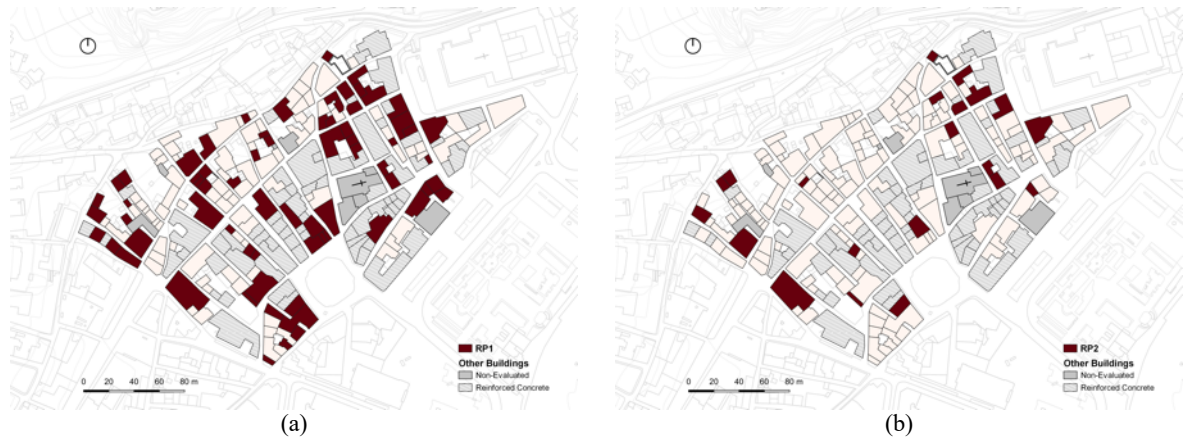 RP1
Other Buildings
Non-Evaluated
Reinforced Concrete
0 20 40 60 80 m
(a)
RP2
Other Buildings
Non-Evaluated
Reinforced Concrete
0 20 40 60 80 m
(b)